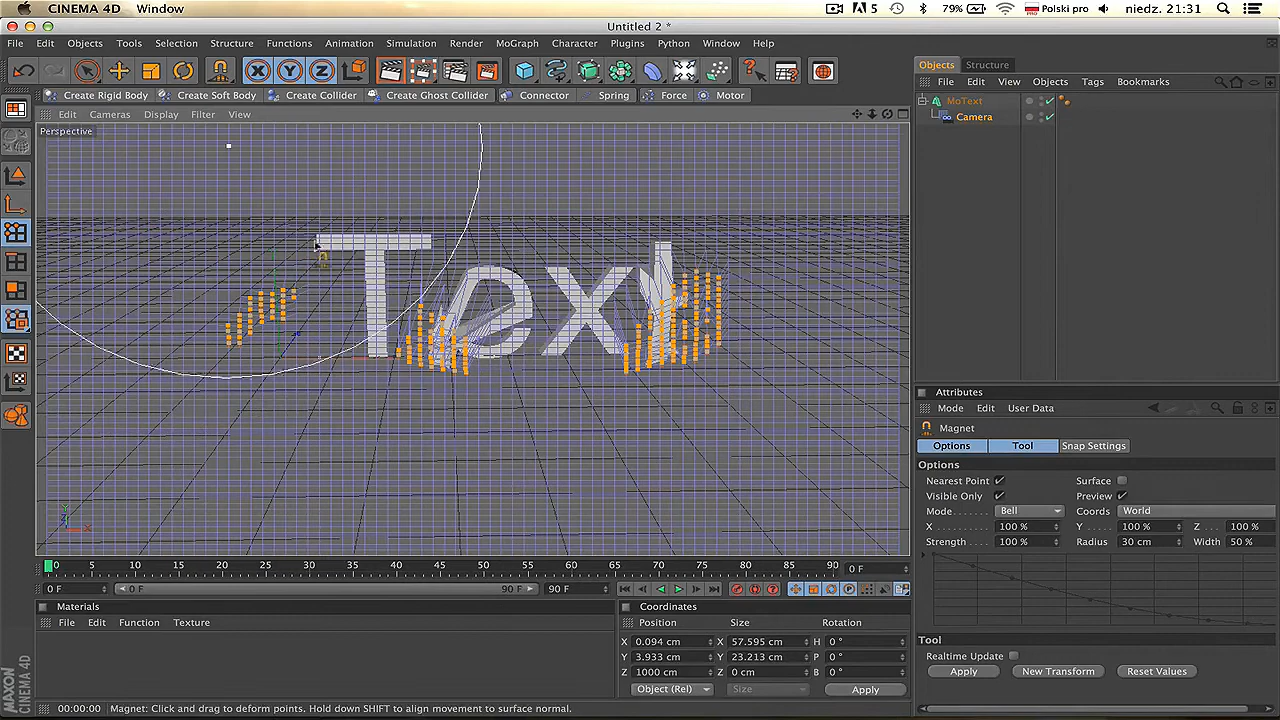 CINEMA 4D Window
5 79% Polski pro niedz. 21:31
Untitled 2 *
File Edit Objects Tools Selection Structure Functions Animation Simulation Render MoGraph Character Plugins Python Window Help
X Y Z
Create Rigid Body Create Soft Body Create Collider Create Ghost Collider Connector Spring Force Motor
Edit Cameras Display Filter View
Perspective
Text
Y
Z
X
0 5 10 15 20 25 30 35 40 45 50 55 60 65 70 75 80 85 90 0 F
0 F 0 F 90 F 90 F
Materials
File Edit Function Texture
Coordinates
Position Size Rotation
X 0.094 cm X 57.595 cm H 0 °
Y 3.933 cm Y 23.213 cm P 0 °
Z 1000 cm Z 0 cm B 0 °
Object (Rel) Size Apply
Objects Structure
File Edit View Objects Tags Bookmarks
MoText
Camera
Attributes
Mode Edit User Data
Magnet
Options Tool Snap Settings
Options
Nearest Point Surface
Visible Only Preview
Mode Bell Coords World
X 100 % Y 100 % Z 100 %
Strength 100 % Radius 30 cm Width 50 %
Tool
Realtime Update
Apply New Transform Reset Values
MAXON
CINEMA 4D
00:00:00 Magnet: Click and drag to deform points. Hold down SHIFT to align movement to surface normal.